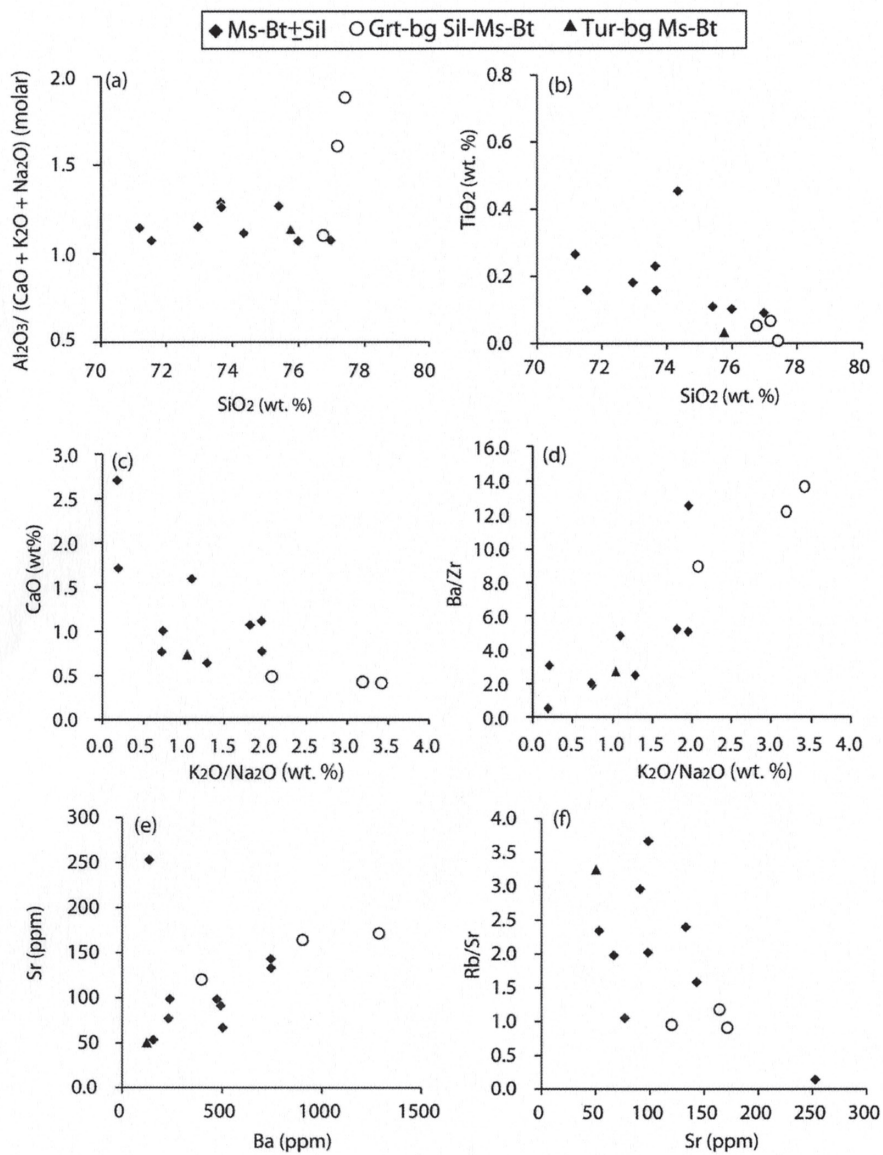 ◆ Ms-Bt±Sil ○ Grt-bg Sil-Ms-Bt ▲ Tur-bg Ms-Bt
(a)
Al2O3/ (CaO + K2O + Na2O) (molar)
2.0
1.5
1.0
0.5
70 72 74 76 78 80
SiO2 (wt. %)
(b)
TiO2 (wt. %)
0.8
0.6
0.4
0.2
0.0
70 72 74 76 78 80
SiO2 (wt. %)
(c)
CaO (wt%)
3.0
2.5
2.0
1.5
1.0
0.5
0.0
0.0 0.5 1.0 1.5 2.0 2.5 3.0 3.5 4.0
K2O/Na2O (wt. %)
(d)
Ba/Zr
16.0
14.0
12.0
10.0
8.0
6.0
4.0
2.0
0.0
0.0 0.5 1.0 1.5 2.0 2.5 3.0 3.5 4.0
K2O/Na2O (wt. %)
(e)
Sr (ppm)
300
250
200
150
100
50
0.0
0 500 1000 1500
Ba (ppm)
(f)
Rb/Sr
4.0
3.5
3.0
2.5
2.0
1.5
1.0
0.5
0.0
0 50 100 150 200 250 300
Sr (ppm)